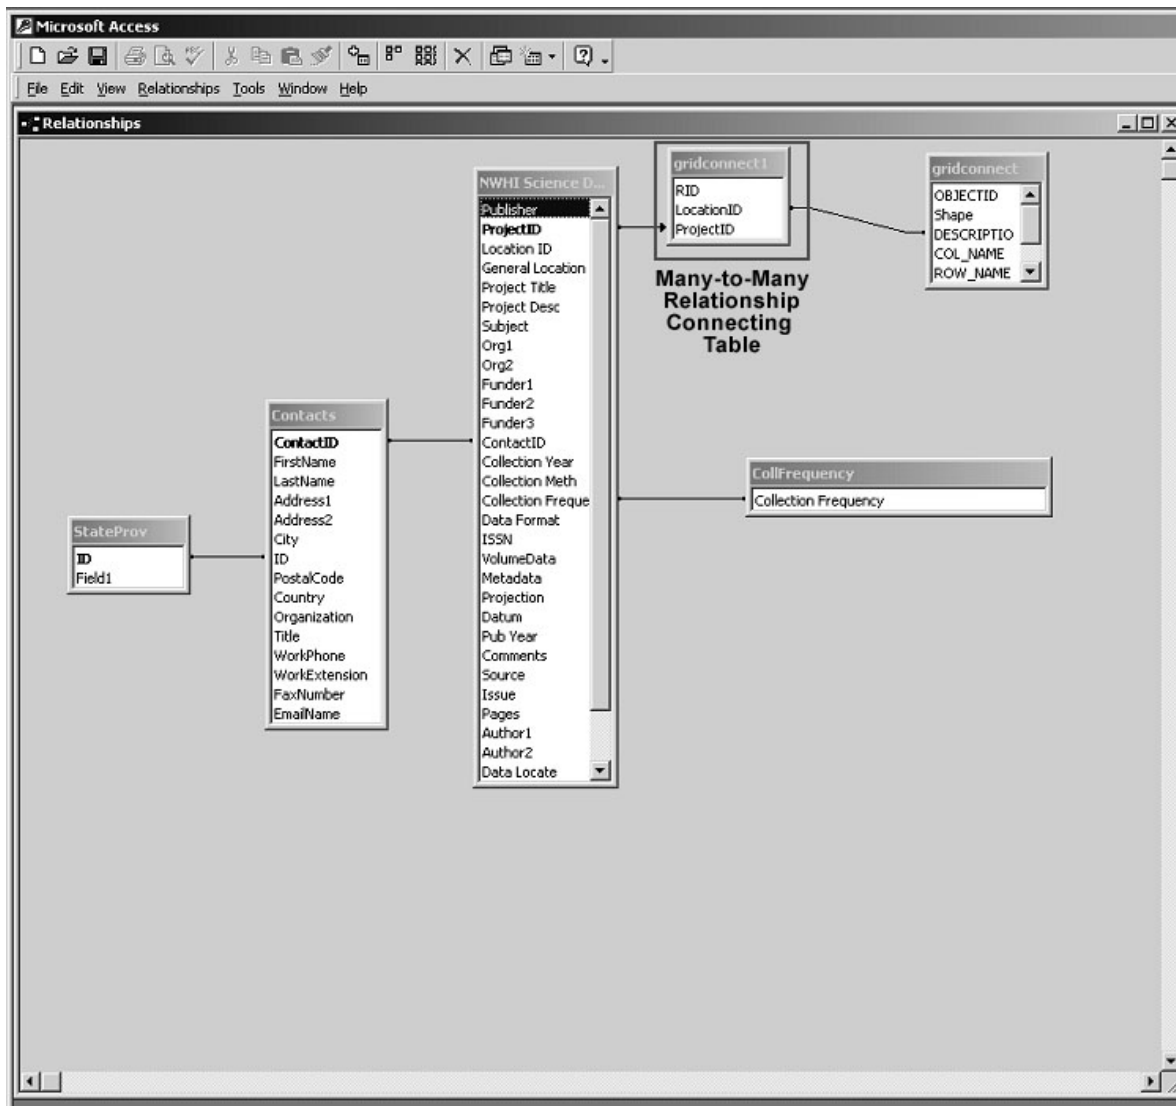 Microsoft Access
File Edit View Relationships Tools Window Help
Relationships
StateProv
ID
Field1
Contacts
ContactID
FirstName
LastName
Address1
Address2
City
ID
PostalCode
Country
Organization
Title
WorkPhone
WorkExtension
FaxNumber
EmailName
NWHI Science D...
Publisher
ProjectID
Location ID
General Location
Project Title
Project Desc
Subject
Org1
Org2
Funder1
Funder2
Funder3
ContactID
Collection Year
Collection Meth
Collection Freque
Data Format
ISSN
VolumeData
Metadata
Projection
Datum
Pub Year
Comments
Source
Issue
Pages
Author1
Author2
Data Locate
gridconnect1
RID
LocationID
ProjectID
Many-to-Many
Relationship
Connecting
Table
gridconnect
OBJECTID
Shape
DESCRIPTIO
COL_NAME
ROW_NAME
CollFrequency
Collection Frequency